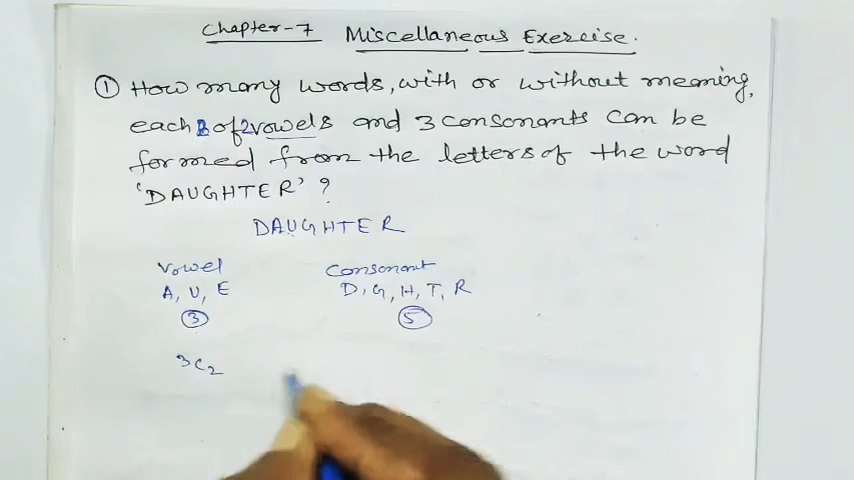 Chapter-7 Miscellaneous Exercise.
① How many words, with or without meaning,
each of 2 vowels and 3 consonants can be
formed from the letters of the word
'DAUGHTER' ?
DAUGHTER
Vowel Consonant
A, U, E D, G, H, T, R
③ ⑤
3C2